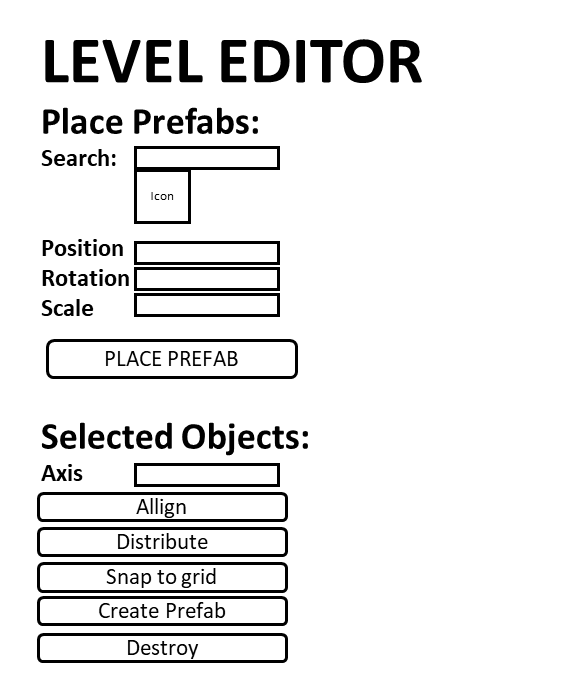 LEVEL EDITOR
Place Prefabs:
Search:
Icon
Position
Rotation
Scale
PLACE PREFAB
Selected Objects:
Axis
Allign
Distribute
Snap to grid
Create Prefab
Destroy